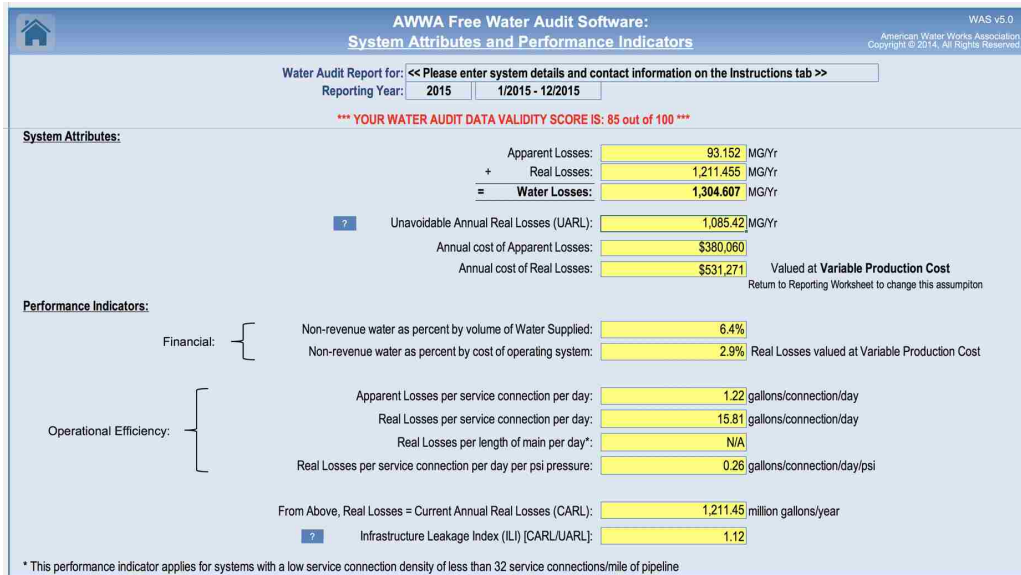 AWWA Free Water Audit Software:
WAS v5.0
System Attributes and Performance Indicators
American Water Works Association.
Copyright © 2014, All Rights Reserved.
Water Audit Report for: << Please enter system details and contact information on the Instructions tab >>
Reporting Year: 2015 1/2015 - 12/2015
*** YOUR WATER AUDIT DATA VALIDITY SCORE IS: 85 out of 100 ***
System Attributes:
Apparent Losses: 93.152 MG/Yr
+ Real Losses: 1,211.455 MG/Yr
= Water Losses: 1,304.607 MG/Yr
? Unavoidable Annual Real Losses (UARL): 1,085.42 MG/Yr
Annual cost of Apparent Losses: $380,060
Annual cost of Real Losses: $531,271 Valued at Variable Production Cost
Return to Reporting Worksheet to change this assumpiton
Performance Indicators:
Financial:
Non-revenue water as percent by volume of Water Supplied: 6.4%
Non-revenue water as percent by cost of operating system: 2.9% Real Losses valued at Variable Production Cost
Operational Efficiency:
Apparent Losses per service connection per day: 1.22 gallons/connection/day
Real Losses per service connection per day: 15.81 gallons/connection/day
Real Losses per length of main per day*: N/A
Real Losses per service connection per day per psi pressure: 0.26 gallons/connection/day/psi
From Above, Real Losses = Current Annual Real Losses (CARL): 1,211.45 million gallons/year
? Infrastructure Leakage Index (ILI) [CARL/UARL]: 1.12
* This performance indicator applies for systems with a low service connection density of less than 32 service connections/mile of pipeline